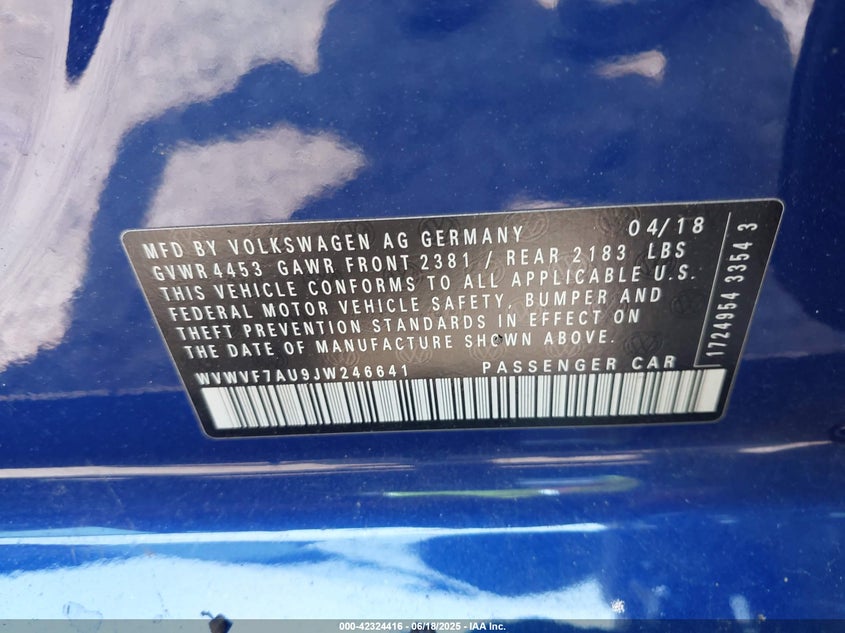 MFD BY VOLKSWAGEN AG GERMANY 04/18
GVWR4453 GAWR FRONT 2381 / REAR 2183 LBS
THIS VEHICLE CONFORMS TO ALL APPLICABLE U.S.
FEDERAL MOTOR VEHICLE SAFETY, BUMPER AND
THEFT PREVENTION STANDARDS IN EFFECT ON
THE DATE OF MANUFACTURE SHOWN ABOVE.
WVWVF7AU9JW246641 PASSENGER CAR
1724954 3354 3
000-42324416 - 06/18/2025 - IAA Inc.